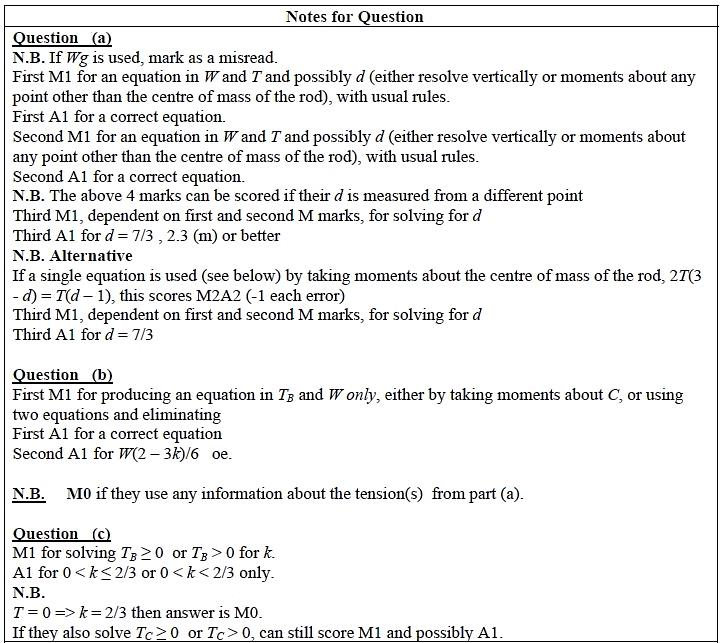 Notes for Question
Question (a)
N.B. If Wg is used, mark as a misread.
First M1 for an equation in W and T and possibly d (either resolve vertically or moments about any
point other than the centre of mass of the rod), with usual rules.
First A1 for a correct equation.
Second M1 for an equation in W and T and possibly d (either resolve vertically or moments about
any point other than the centre of mass of the rod), with usual rules.
Second A1 for a correct equation.
N.B. The above 4 marks can be scored if their d is measured from a different point
Third M1, dependent on first and second M marks, for solving for d
Third A1 for d = 7/3 , 2.3 (m) or better
N.B. Alternative
If a single equation is used (see below) by taking moments about the centre of mass of the rod, 2T(3
- d) = T(d – 1), this scores M2A2 (-1 each error)
Third M1, dependent on first and second M marks, for solving for d
Third A1 for d = 7/3
Question (b)
First M1 for producing an equation in TB and W only, either by taking moments about C, or using
two equations and eliminating
First A1 for a correct equation
Second A1 for W(2 – 3k)/6 oe.
N.B. M0 if they use any information about the tension(s) from part (a).
Question (c)
M1 for solving TB ≥ 0 or TB > 0 for k.
A1 for 0 < k ≤ 2/3 or 0 < k < 2/3 only.
N.B.
T = 0 => k = 2/3 then answer is M0.
If they also solve TC ≥ 0 or TC > 0, can still score M1 and possibly A1.